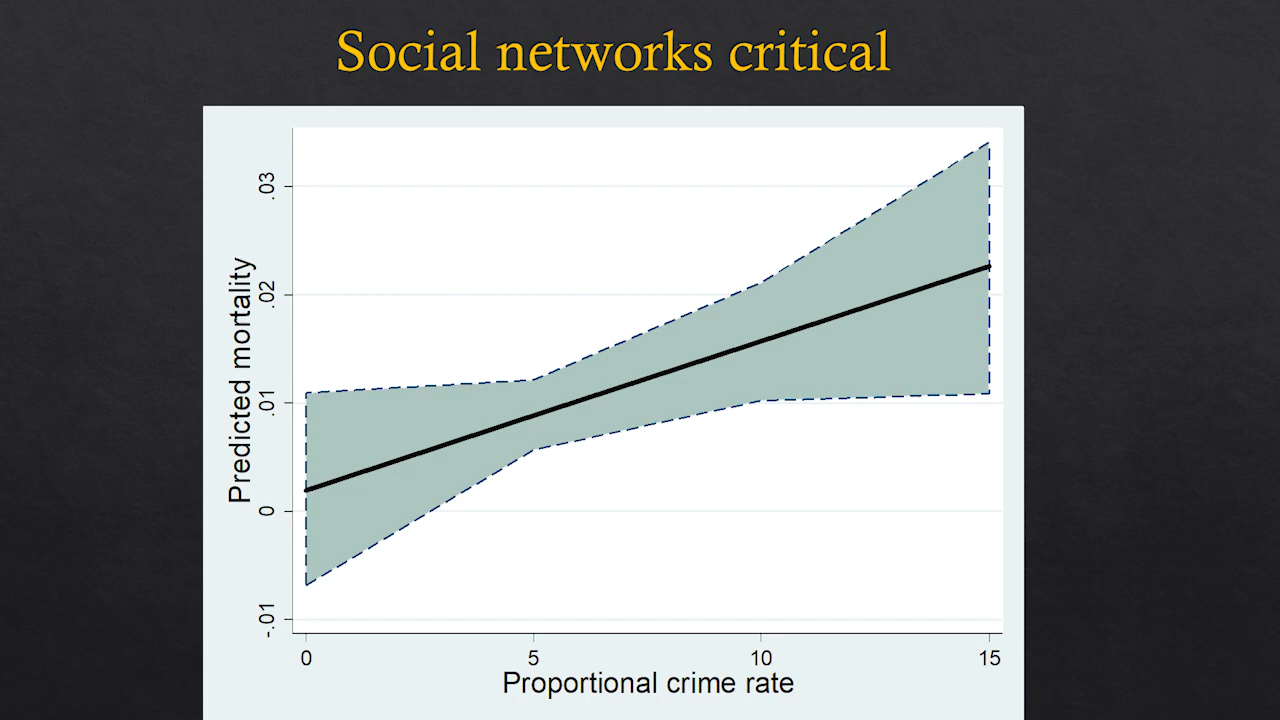 Social networks critical
Predicted mortality
.03
.02
.01
0
-.01
0 5 10 15
Proportional crime rate